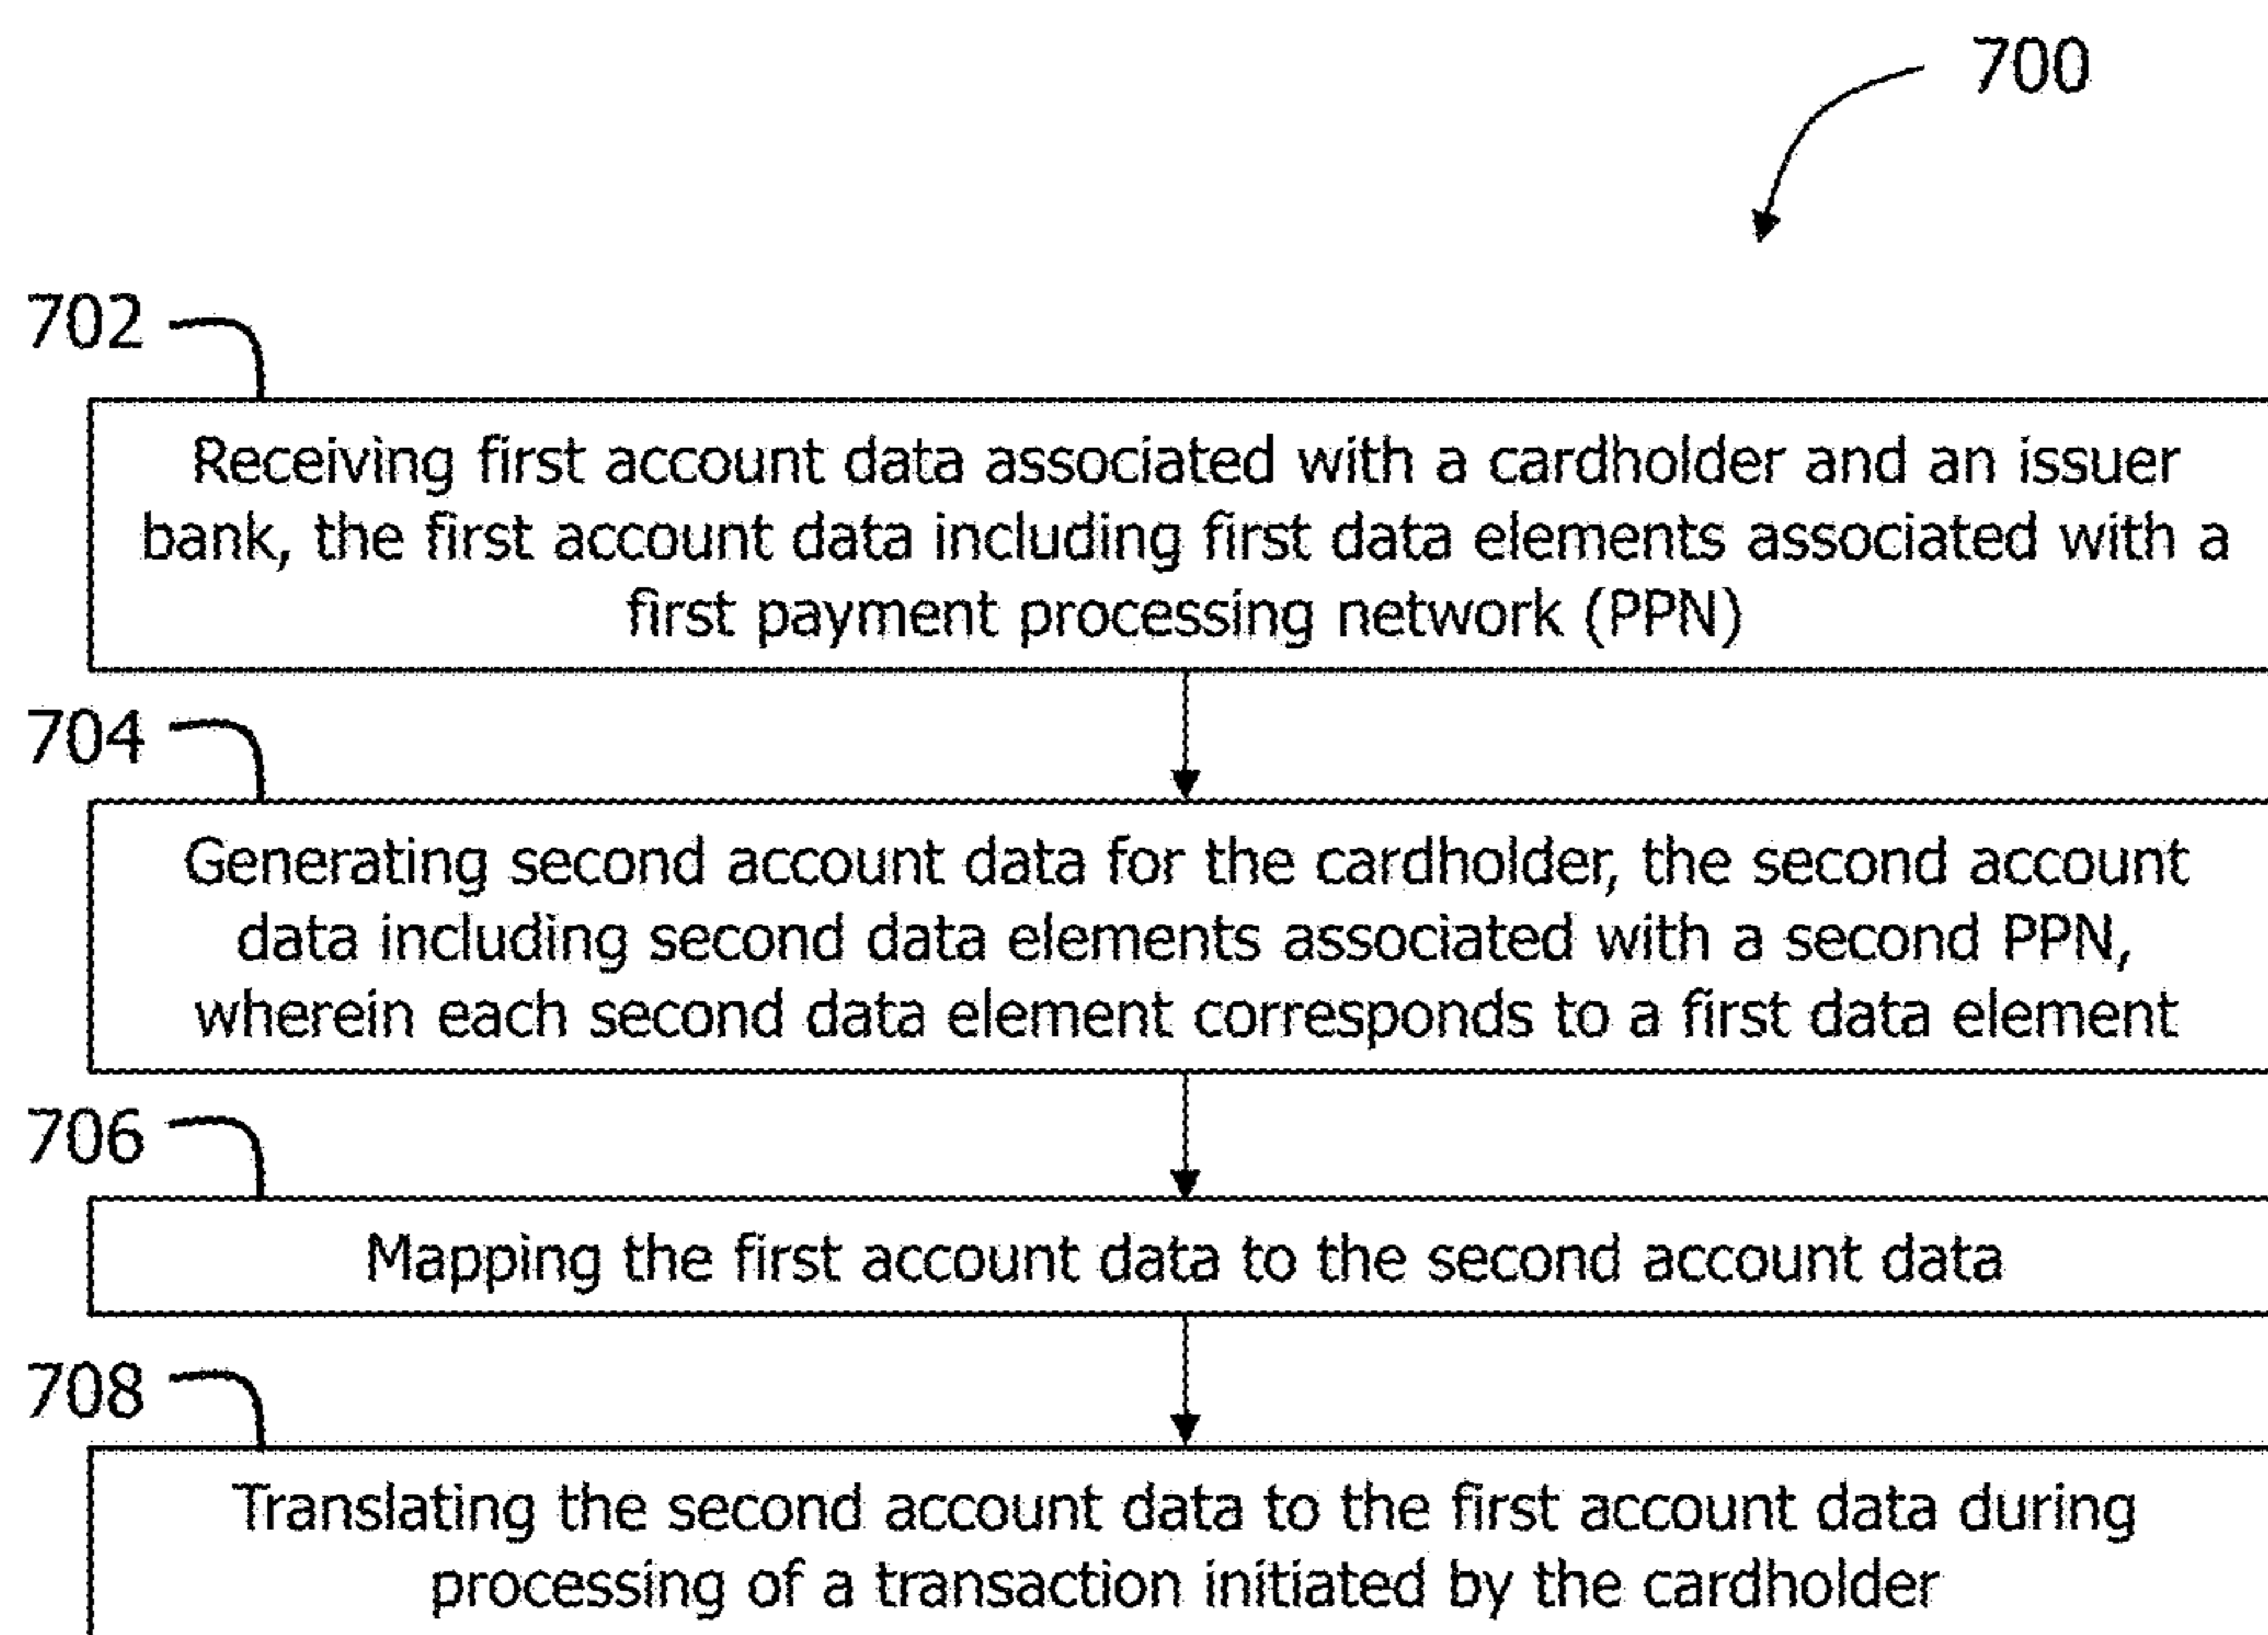 700
702
Receiving first account data associated with a cardholder and an issuer
bank, the first account data including first data elements associated with a
first payment processing network (PPN)
704
Generating second account data for the cardholder, the second account
data including second data elements associated with a second PPN,
wherein each second data element corresponds to a first data element
706
Mapping the first account data to the second account data
708
Translating the second account data to the first account data during
processing of a transaction initiated by the cardholder